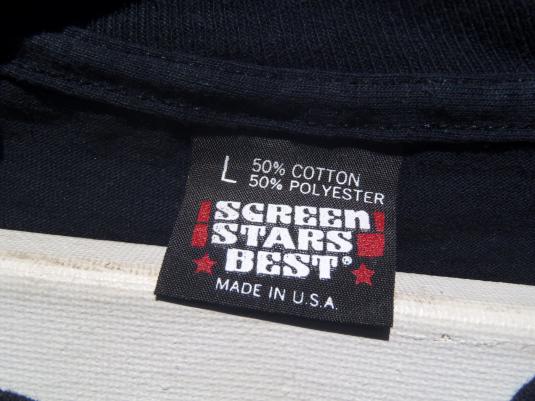 L 50% COTTON
50% POLYESTER
SCREEN
STARS
BEST®
MADE IN U.S.A.